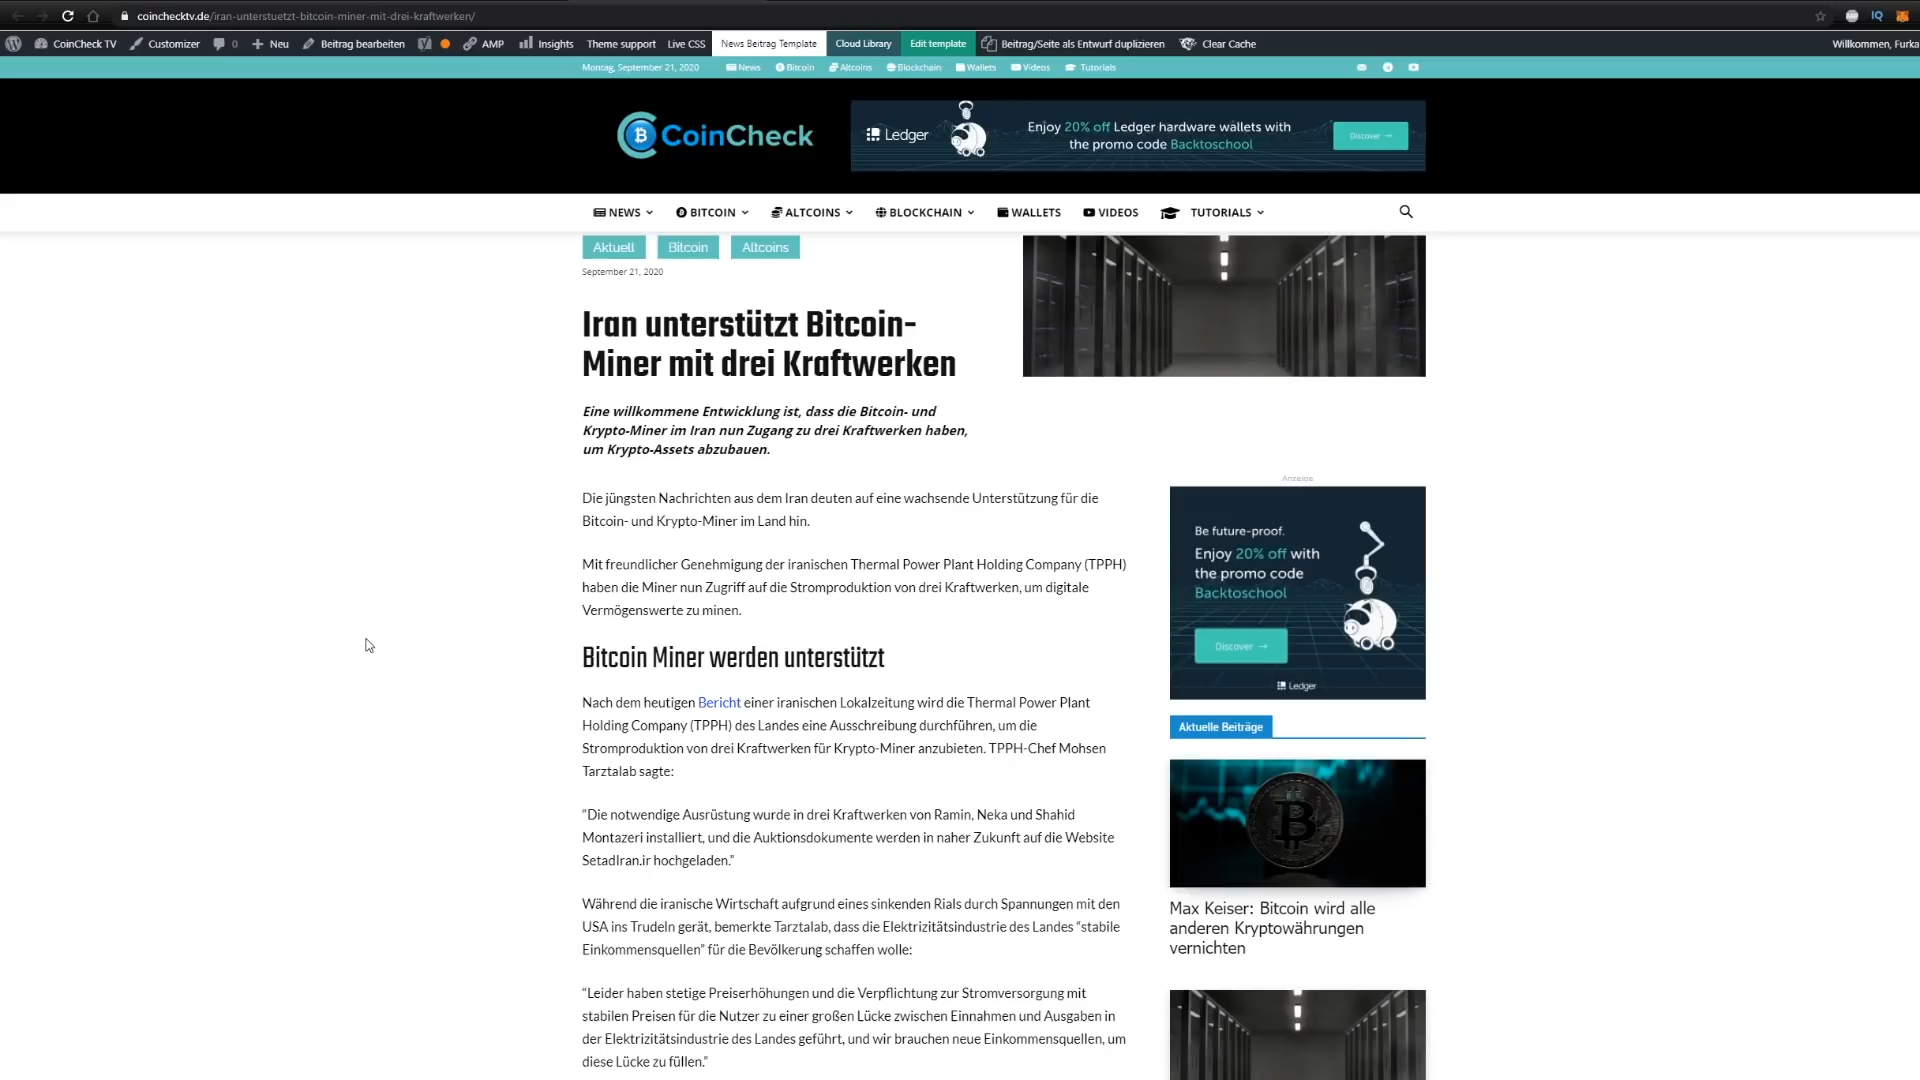 coinchecktv.de/iran-unterstuetzt-bitcoin-miner-mit-drei-kraftwerken/
CoinCheck TV Customizer 0 Neu Beitrag bearbeiten AMP Insights Theme support Live CSS News Beitrag Template Cloud Library Edit template Beitrag/Seite als Entwurf duplizieren Clear Cache Willkommen, Furka
Montag, September 21, 2020 News Bitcoin Altcoins Blockchain Wallets Videos Tutorials
CoinCheck
Ledger
Enjoy 20% off Ledger hardware wallets with
the promo code Backtoschool
Discover →
NEWS BITCOIN ALTCOINS BLOCKCHAIN WALLETS VIDEOS TUTORIALS
Aktuell Bitcoin Altcoins
September 21, 2020
Iran unterstützt Bitcoin-
Miner mit drei Kraftwerken
Eine willkommene Entwicklung ist, dass die Bitcoin- und
Krypto-Miner im Iran nun Zugang zu drei Kraftwerken haben,
um Krypto-Assets abzubauen.
Die jüngsten Nachrichten aus dem Iran deuten auf eine wachsende Unterstützung für die
Bitcoin- und Krypto-Miner im Land hin.
Mit freundlicher Genehmigung der iranischen Thermal Power Plant Holding Company (TPPH)
haben die Miner nun Zugriff auf die Stromproduktion von drei Kraftwerken, um digitale
Vermögenswerte zu minen.
Bitcoin Miner werden unterstützt
Nach dem heutigen Bericht einer iranischen Lokalzeitung wird die Thermal Power Plant
Holding Company (TPPH) des Landes eine Ausschreibung durchführen, um die
Stromproduktion von drei Kraftwerken für Krypto-Miner anzubieten. TPPH-Chef Mohsen
Tarztalab sagte:
“Die notwendige Ausrüstung wurde in drei Kraftwerken von Ramin, Neka und Shahid
Montazeri installiert, und die Auktionsdokumente werden in naher Zukunft auf die Website
SetadIran.ir hochgeladen.”
Während die iranische Wirtschaft aufgrund eines sinkenden Rials durch Spannungen mit den
USA ins Trudeln gerät, bemerkte Tarztalab, dass die Elektrizitätsindustrie des Landes “stabile
Einkommensquellen” für die Bevölkerung schaffen wolle:
“Leider haben stetige Preiserhöhungen und die Verpflichtung zur Stromversorgung mit
stabilen Preisen für die Nutzer zu einer großen Lücke zwischen Einnahmen und Ausgaben in
der Elektrizitätsindustrie des Landes geführt, und wir brauchen neue Einkommensquellen, um
diese Lücke zu füllen.”
Anzeige
Be future-proof.
Enjoy 20% off with
the promo code
Backtoschool
Discover →
Ledger
Aktuelle Beiträge
Max Keiser: Bitcoin wird alle
anderen Kryptowährungen
vernichten